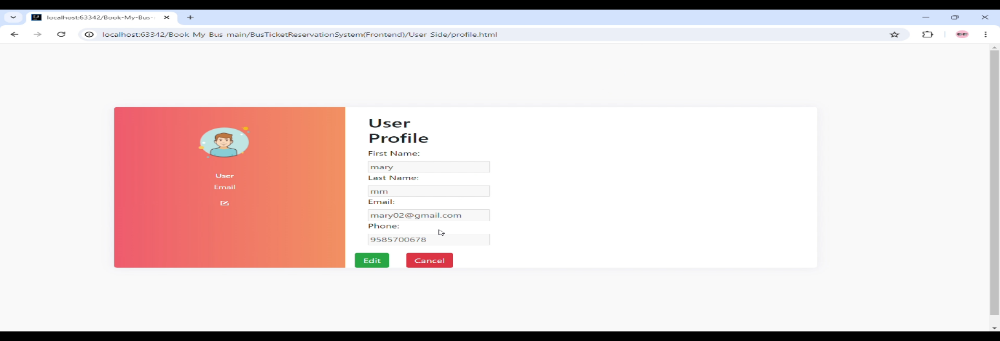 localhost:63342/Book-My-Bus-
localhost:63342/Book My Bus main/BusTicketReservationSystem(Frontend)/User Side/profile.html
User
Email
User
Profile
First Name:
mary
Last Name:
mm
Email:
mary02@gmail.com
Phone:
9585700678
Edit
Cancel